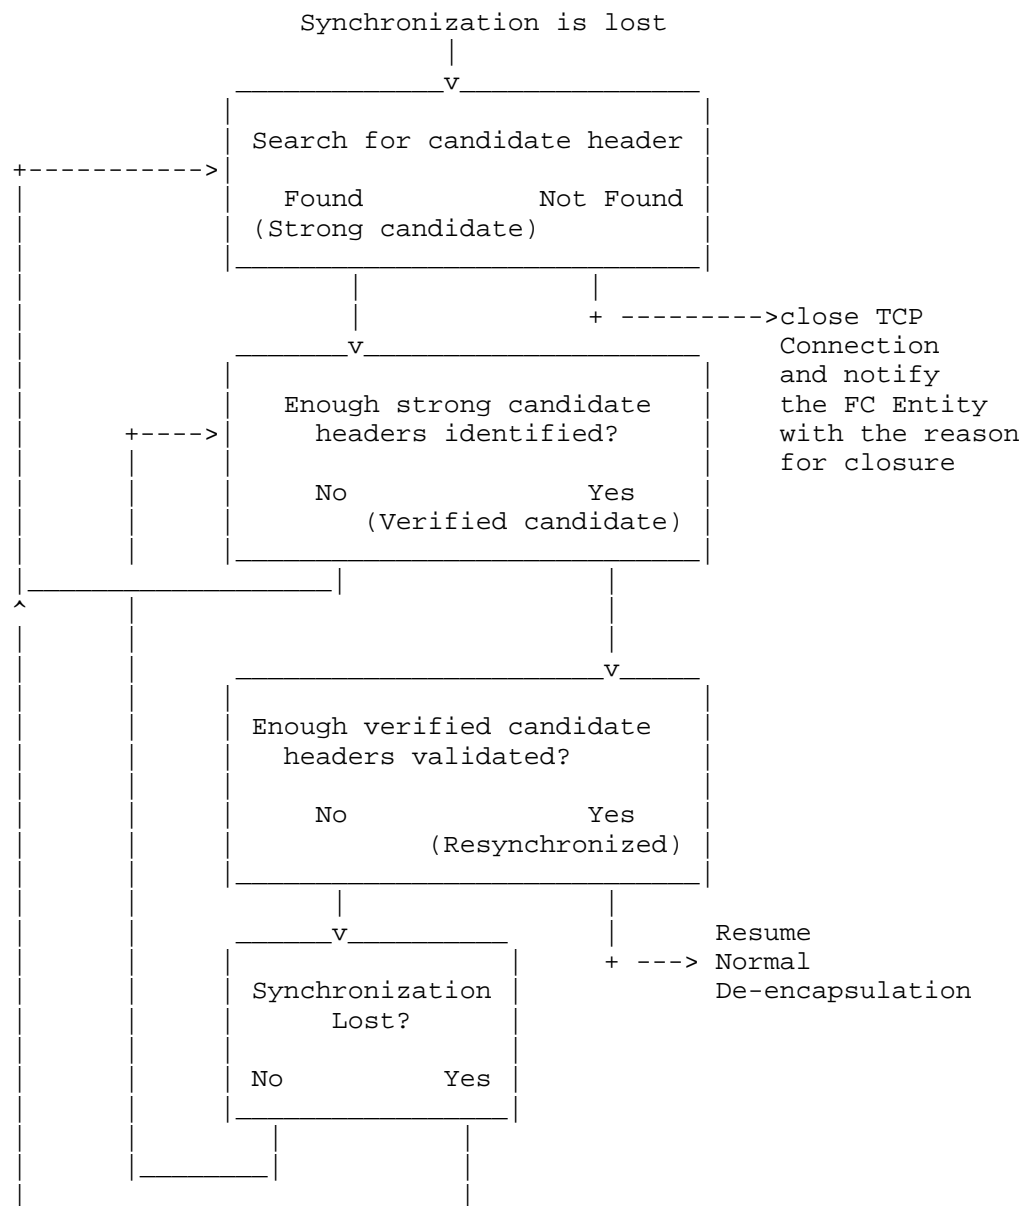 Synchronization is lost
Search for candidate header
Found Not Found
(Strong candidate)
close TCP
Connection
and notify
the FC Entity
with the reason
for closure
Enough strong candidate
headers identified?
No Yes
(Verified candidate)
Enough verified candidate
headers validated?
No Yes
(Resynchronized)
Resume
Normal
De-encapsulation
Synchronization
Lost?
No Yes